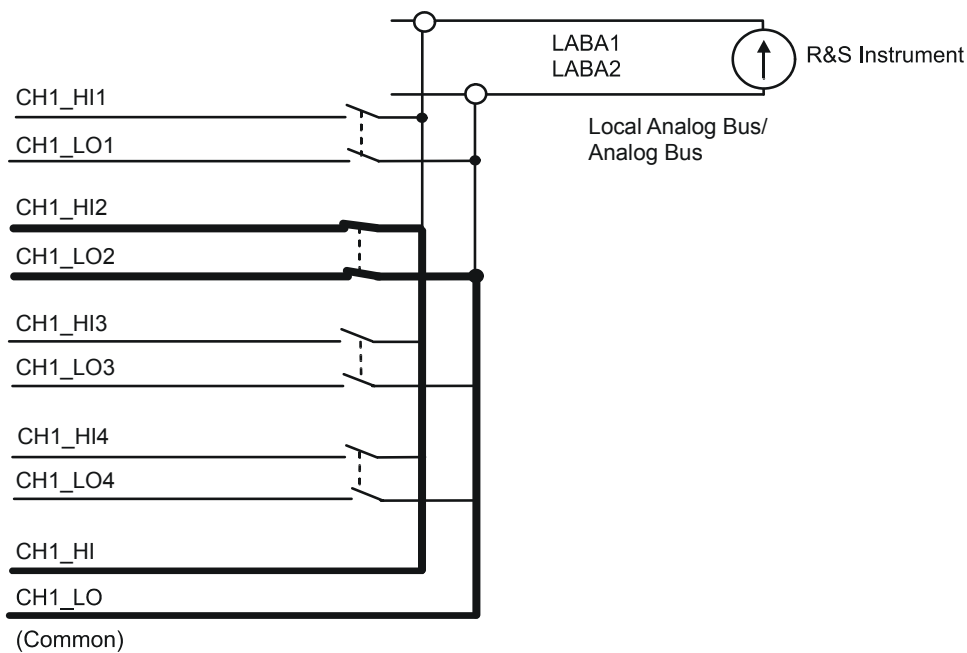 LABA1
LABA2
R&S Instrument
Local Analog Bus/
Analog Bus
CH1_HI1
CH1_LO1
CH1_HI2
CH1_LO2
CH1_HI3
CH1_LO3
CH1_HI4
CH1_LO4
CH1_HI
CH1_LO
(Common)